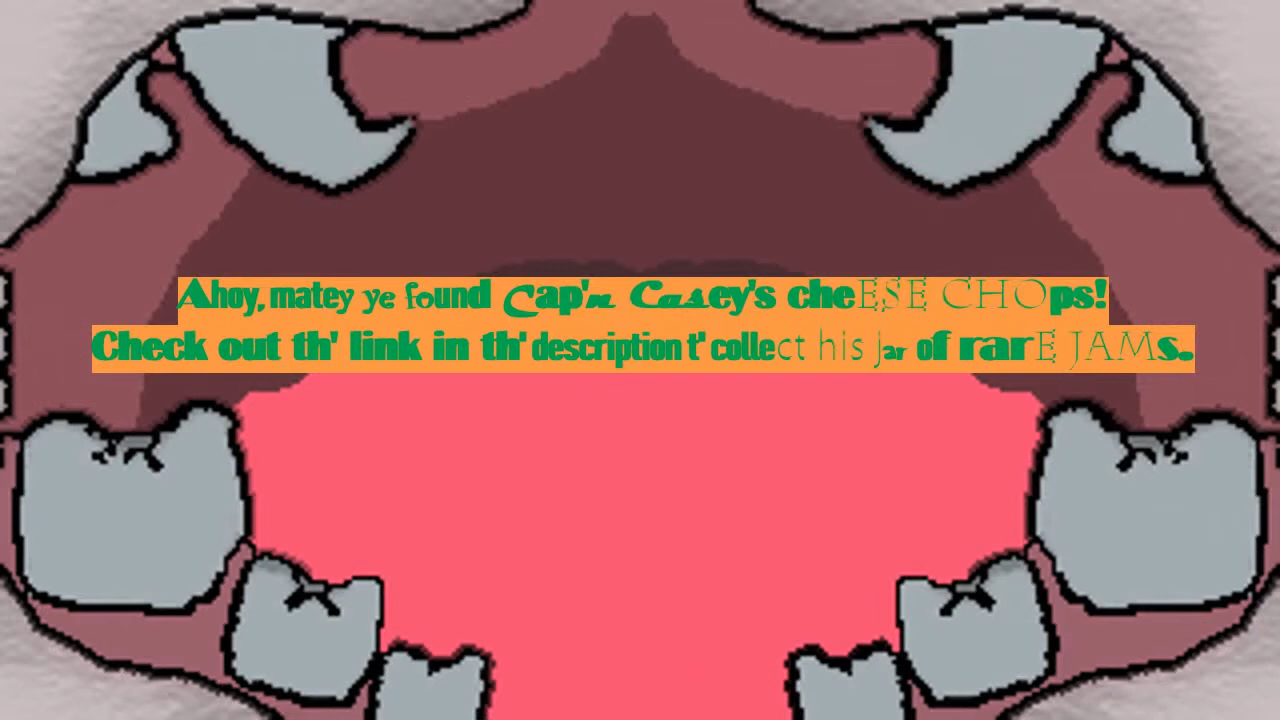 Ahoy, matey ye found Cap'n Casey's cheESE CHOps!
Check out th' link in th' description t' collect his jar of rarE JAMs.